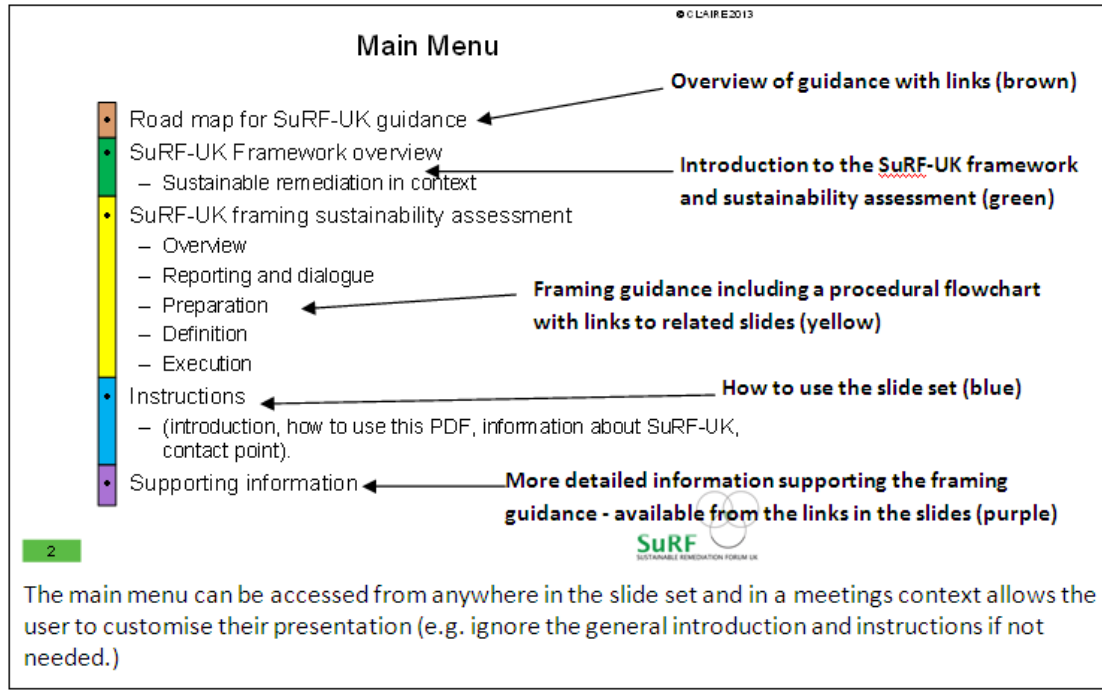 © CL:AIRE2013
Main Menu
Overview of guidance with links (brown)
• Road map for SuRF-UK guidance
• SuRF-UK Framework overview
– Sustainable remediation in context
Introduction to the SuRF-UK framework
and sustainability assessment (green)
• SuRF-UK framing sustainability assessment
– Overview
– Reporting and dialogue
– Preparation
– Definition
– Execution
Framing guidance including a procedural flowchart
with links to related slides (yellow)
• Instructions
How to use the slide set (blue)
– (introduction, how to use this PDF, information about SuRF-UK,
contact point).
• Supporting information
More detailed information supporting the framing
guidance - available from the links in the slides (purple)
2
SuRF
SUSTAINABLE REMEDIATION FORUM UK
The main menu can be accessed from anywhere in the slide set and in a meetings context allows the
user to customise their presentation (e.g. ignore the general introduction and instructions if not
needed.)